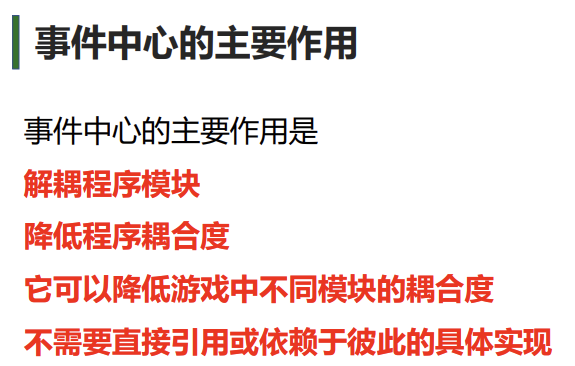 事件中心的主要作用
事件中心的主要作用是
解耦程序模块
降低程序耦合度
它可以降低游戏中不同模块的耦合度
不需要直接引用或依赖于彼此的具体实现